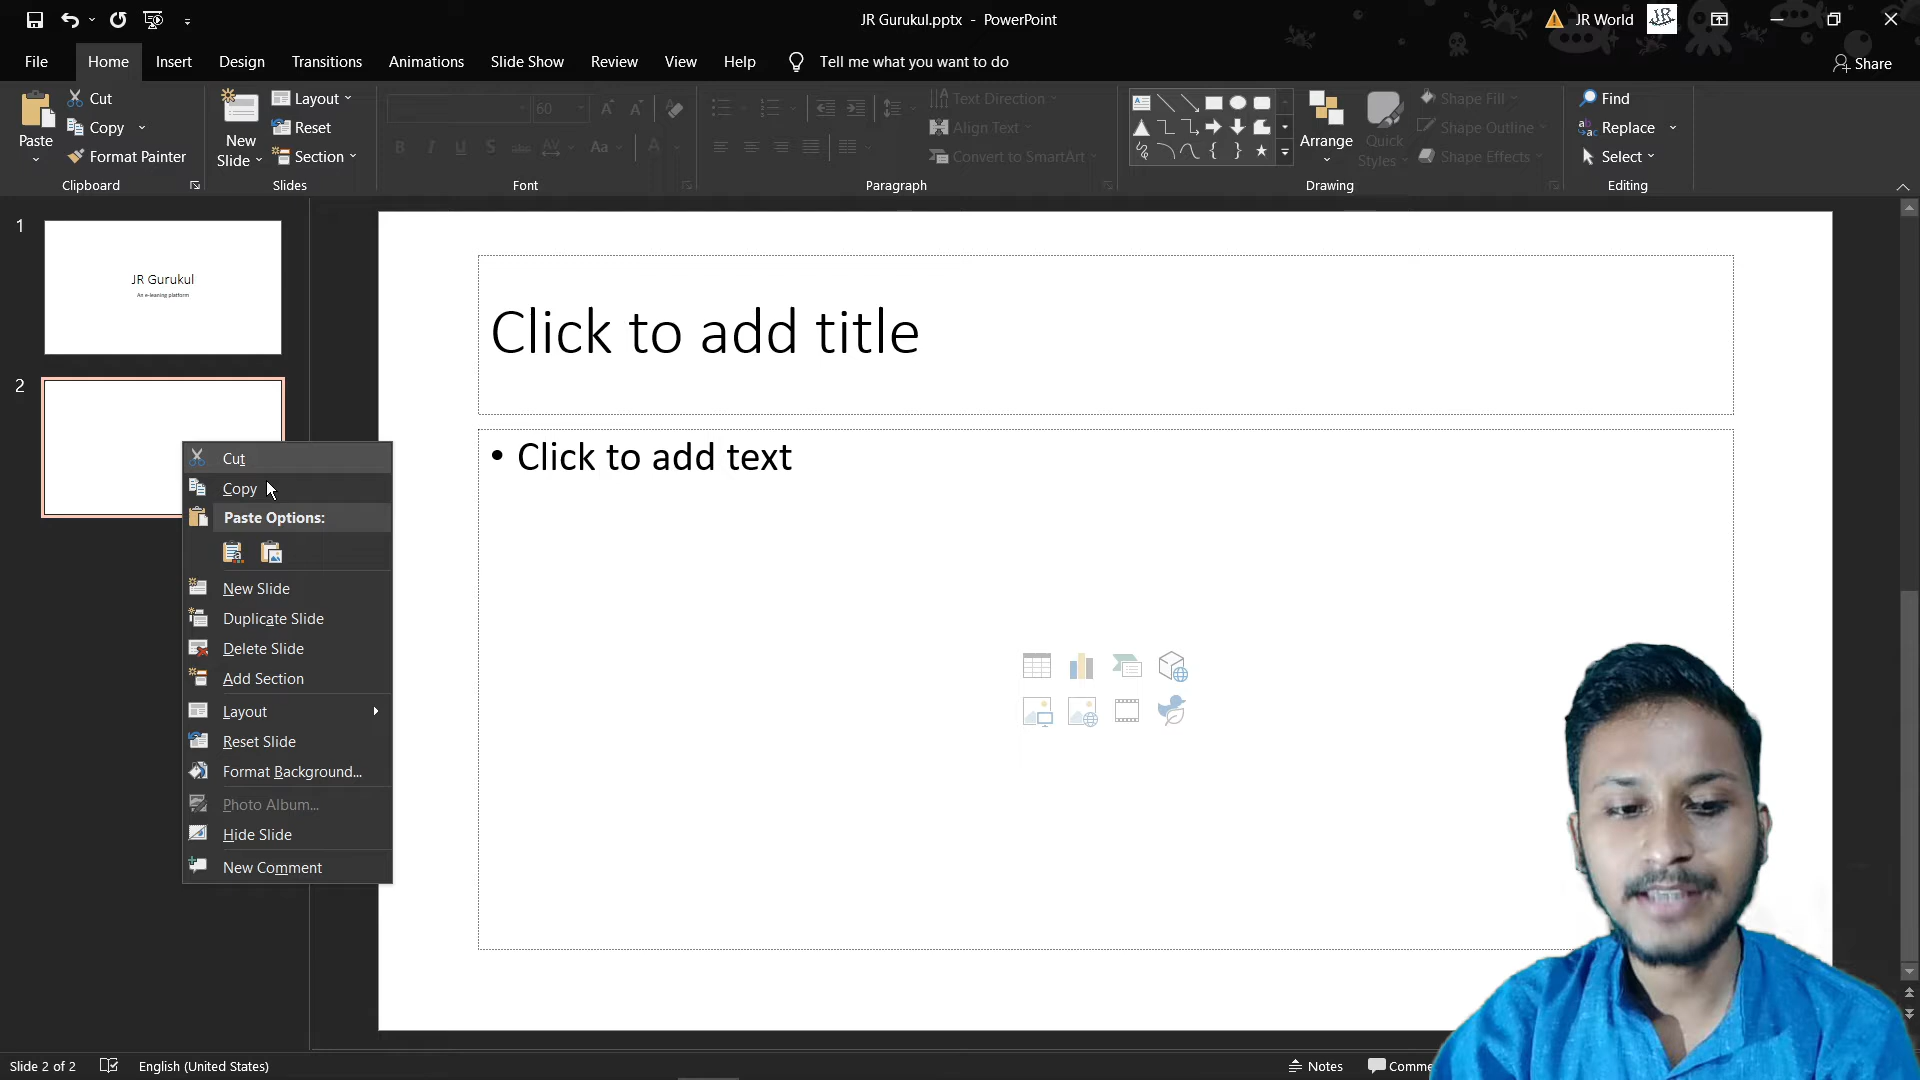 JR Gurukul.pptx - PowerPoint
JR World
File Home Insert Design Transitions Animations Slide Show Review View Help Tell me what you want to do
Share
Paste
Cut
Copy
Format Painter
Clipboard
New Slide
Layout
Reset
Section
Slides
60
B I U S abc AV Aa A
Font
Text Direction
Align Text
Convert to SmartArt
Paragraph
Arrange
Quick Styles
Shape Fill
Shape Outline
Shape Effects
Drawing
Find
Replace
Select
Editing
1
JR Gurukul
An e-leaning platform
2
Cut
Copy
Paste Options:
New Slide
Duplicate Slide
Delete Slide
Add Section
Layout
Reset Slide
Format Background...
Photo Album...
Hide Slide
New Comment
Click to add title
• Click to add text
Slide 2 of 2
English (United States)
Notes
Comme